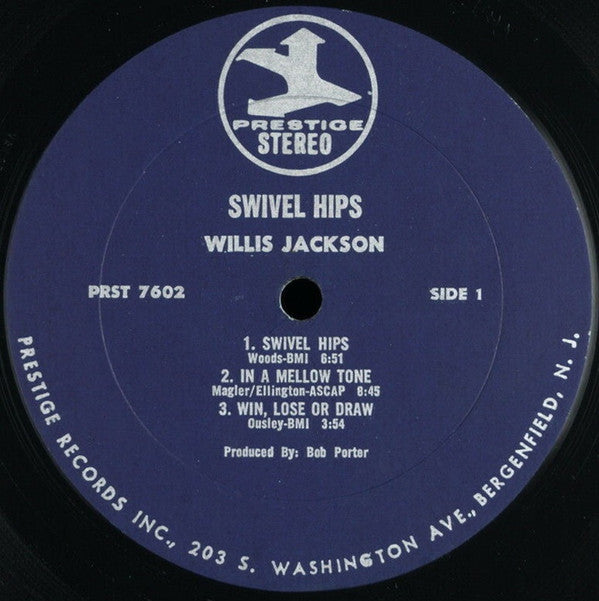 PRESTIGE
STEREO
SWIVEL HIPS
WILLIS JACKSON
PRST 7602
SIDE 1
1. SWIVEL HIPS
Woods-BMI 6:51
2. IN A MELLOW TONE
Magler/Ellington-ASCAP 8:45
3. WIN, LOSE OR DRAW
Ousley-BMI 3:54
Produced By: Bob Porter
PRESTIGE RECORDS INC., 203 S. WASHINGTON AVE., BERGENFIELD, N. J.